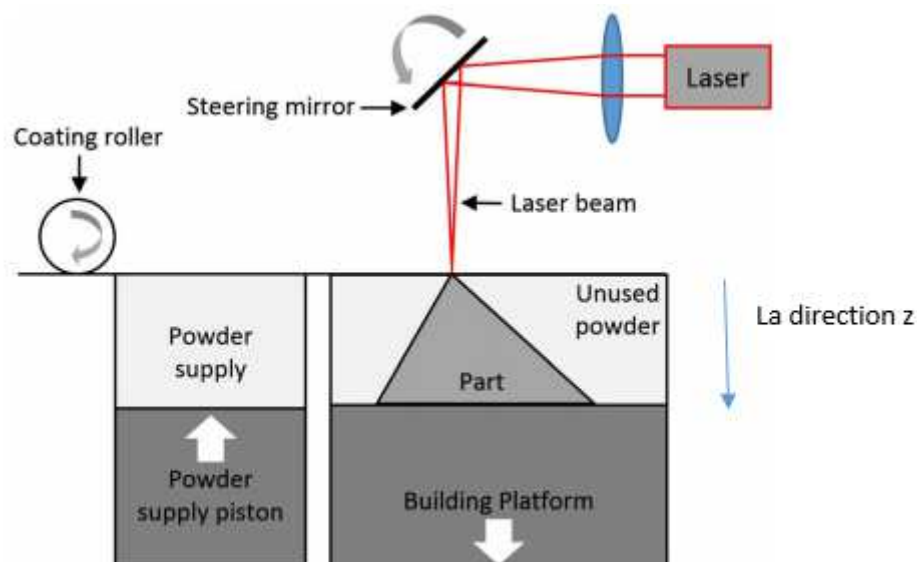 Laser
Steering mirror
Coating roller
Laser beam
Unused
powder
La direction z
Powder
supply
Part
Powder
supply piston
Building Platform